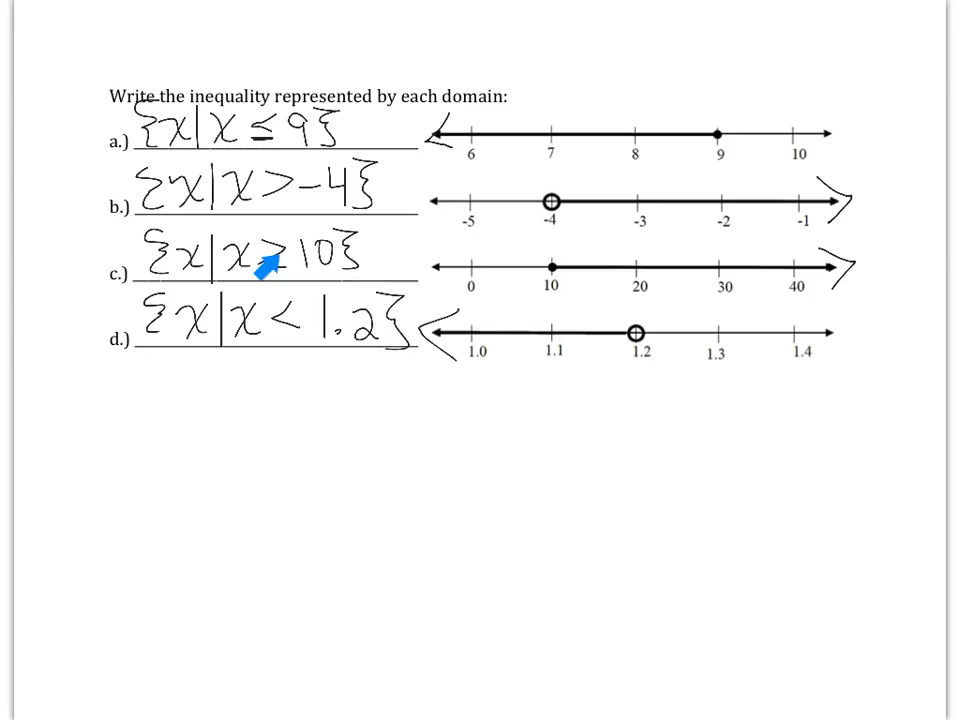 Write the inequality represented by each domain:
a.) {x|x ≤ 9}
6 7 8 9 10
b.) {x|x > -4}
-5 -4 -3 -2 -1
c.) {x|x ≥ 10}
0 10 20 30 40
d.) {x|x < 1.2}
1.0 1.1 1.2 1.3 1.4